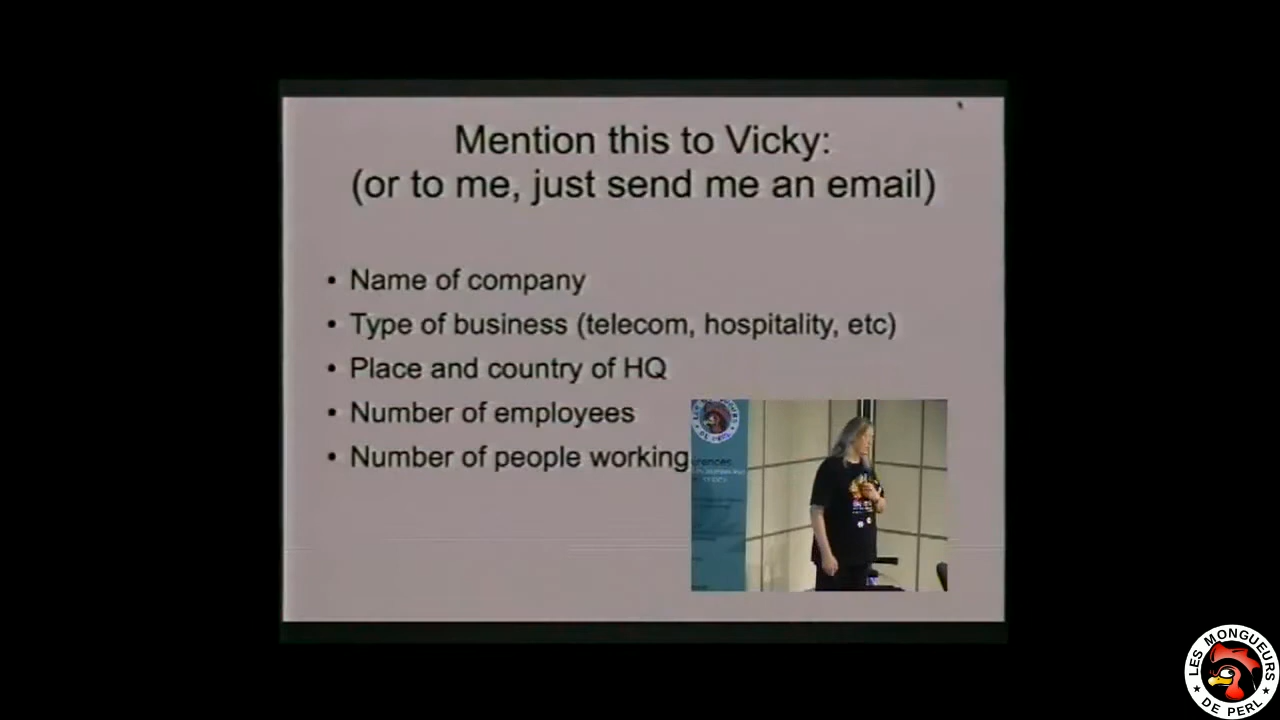 Mention this to Vicky:
(or to me, just send me an email)
• Name of company
• Type of business (telecom, hospitality, etc)
• Place and country of HQ
• Number of employees
• Number of people working
LES MONGUEURS
DE PERL